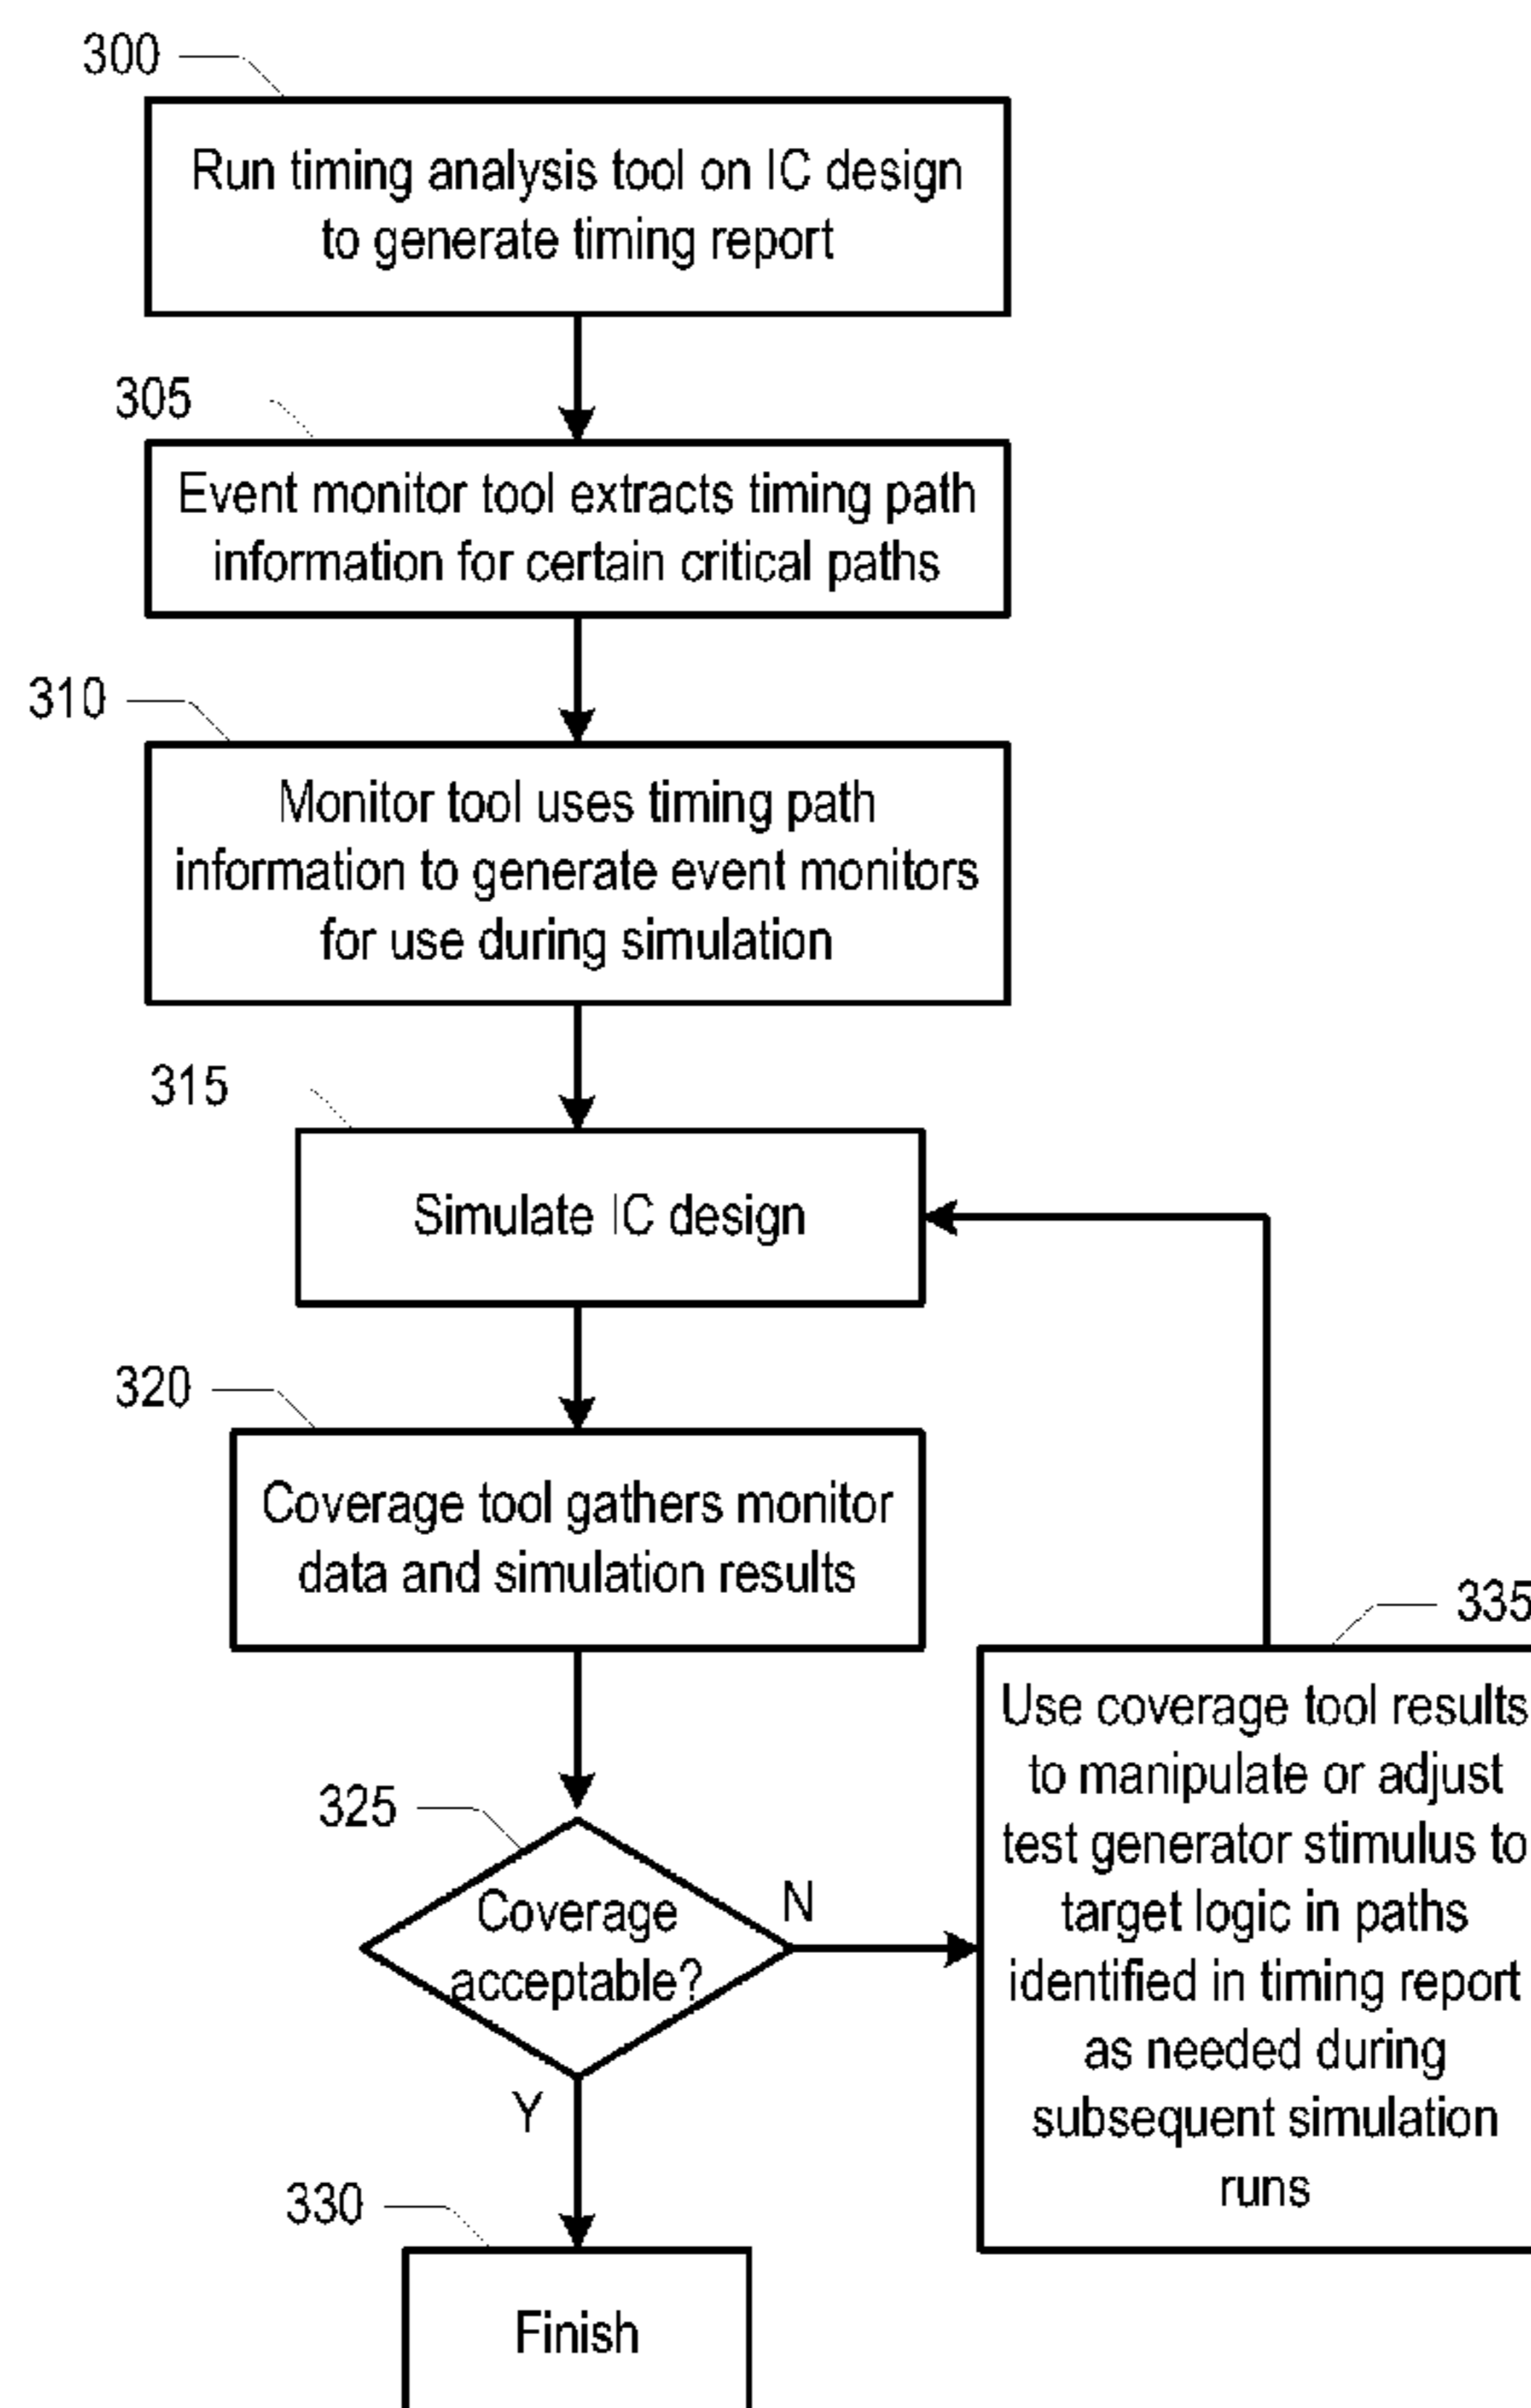 300
Run timing analysis tool on IC design
to generate timing report
305
Event monitor tool extracts timing path
information for certain critical paths
310
Monitor tool uses timing path
information to generate event monitors
for use during simulation
315
Simulate IC design
320
Coverage tool gathers monitor
data and simulation results
325
Coverage
acceptable?
N
Y
335
Use coverage tool results
to manipulate or adjust
test generator stimulus to
target logic in paths
identified in timing report
as needed during
subsequent simulation
runs
330
Finish